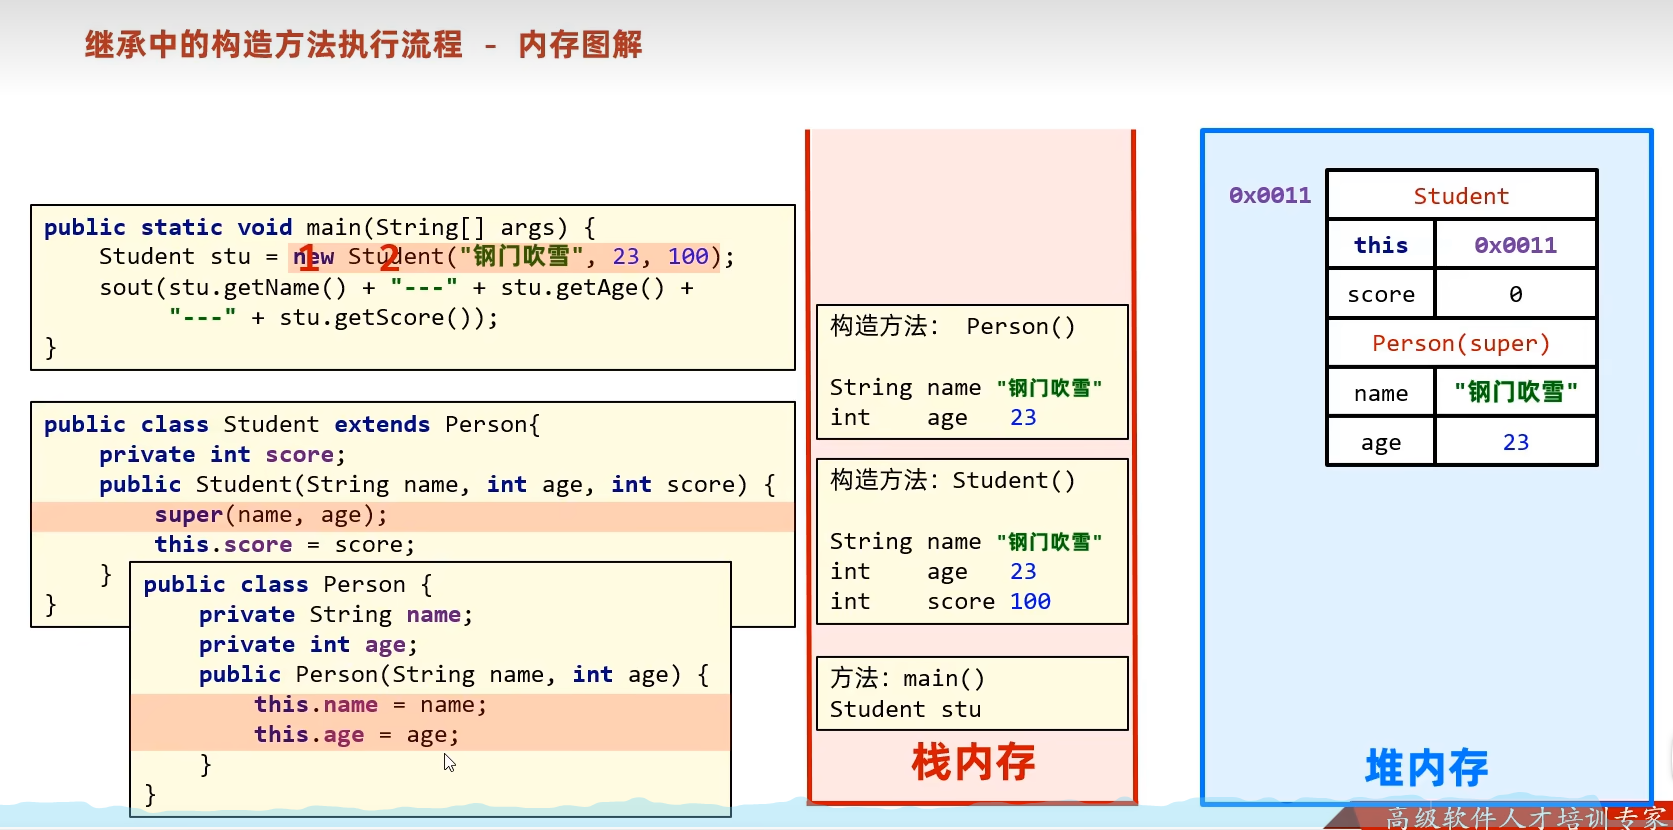 继承中的构造方法执行流程 - 内存图解
public static void main(String[] args) {
1 2
Student stu = new Student("钢门吹雪", 23, 100);
sout(stu.getName() + "---" + stu.getAge() +
"---" + stu.getScore());
}
public class Student extends Person{
private int score;
public Student(String name, int age, int score) {
super(name, age);
this.score = score;
}
}
public class Person {
private String name;
private int age;
public Person(String name, int age) {
this.name = name;
this.age = age;
}
}
构造方法： Person()
String name "钢门吹雪"
int age 23
构造方法：Student()
String name "钢门吹雪"
int age 23
int score 100
方法：main()
Student stu
栈内存
0x0011
Student
this 0x0011
score 0
Person(super)
name "钢门吹雪"
age 23
堆内存
高级软件人才培训专家